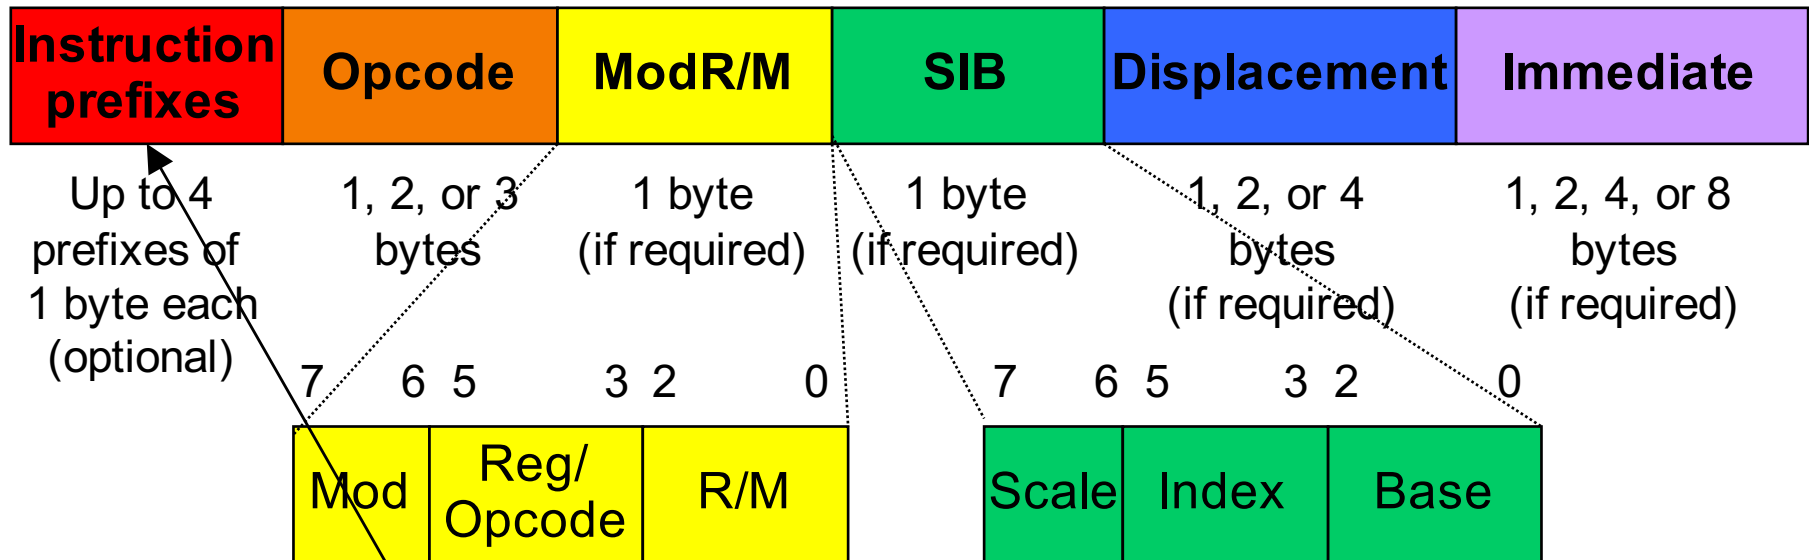 Instruction
prefixes
Opcode
ModR/M
SIB
Displacement
Immediate
Up to 4
prefixes of
1 byte each
(optional)
1, 2, or 3
bytes
1 byte
(if required)
1 byte
(if required)
1, 2, or 4
bytes
(if required)
1, 2, 4, or 8
bytes
(if required)
7 6 5 3 2 0
7 6 5 3 2 0
Mod
Reg/
Opcode
R/M
Scale
Index
Base